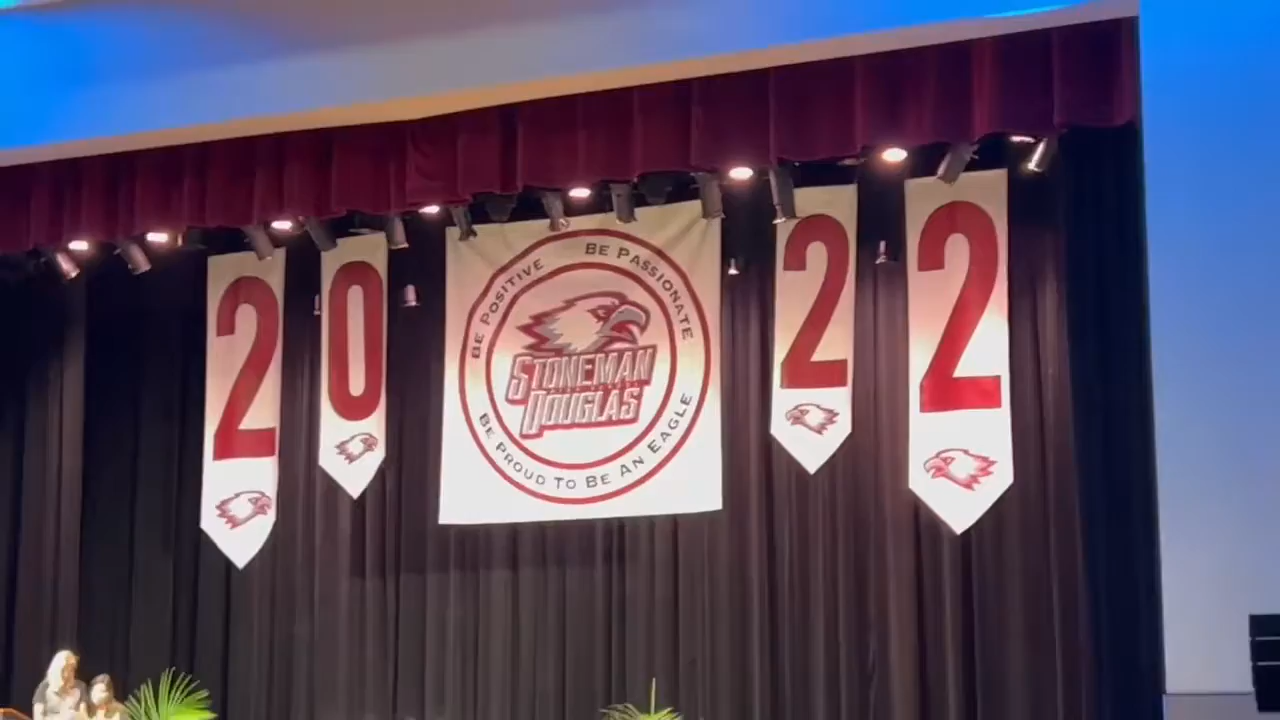 2
0
BE POSITIVE
BE PASSIONATE
STONEMAN
DOUGLAS
BE PROUD TO BE AN EAGLE
2
2